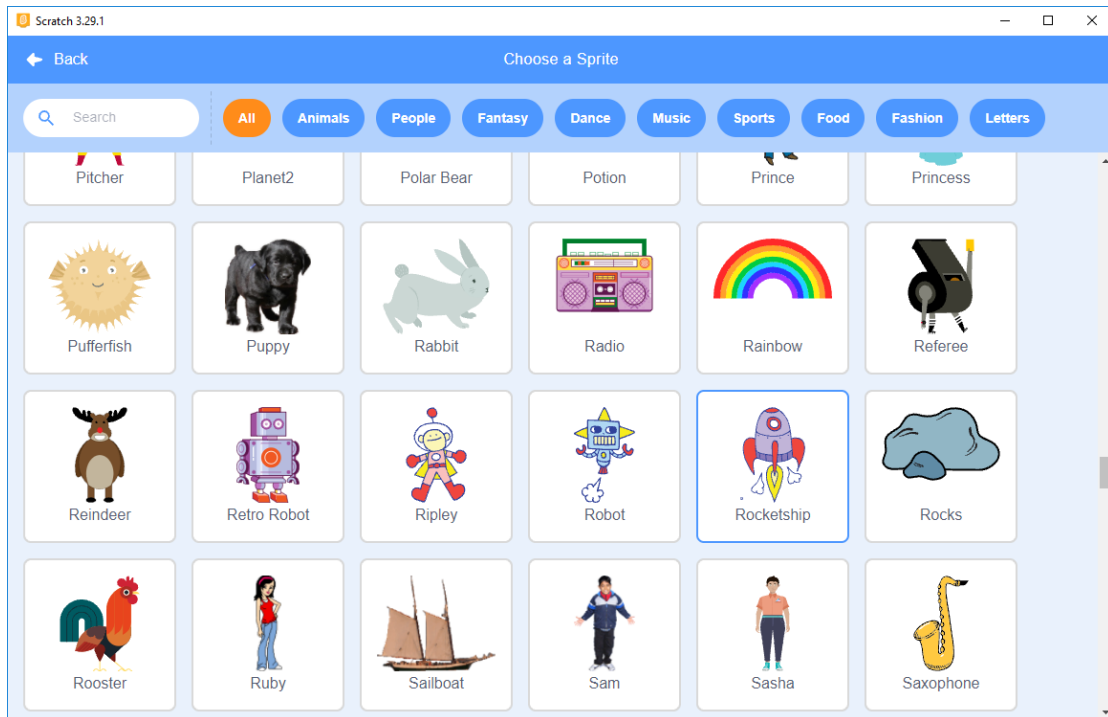 Scratch 3.29.1
Back
Choose a Sprite
Search
All
Animals
People
Fantasy
Dance
Music
Sports
Food
Fashion
Letters
Pitcher
Planet2
Polar Bear
Potion
Prince
Princess
Pufferfish
Puppy
Rabbit
Radio
Rainbow
Referee
Reindeer
Retro Robot
Ripley
Robot
Rocketship
Rocks
Rooster
Ruby
Sailboat
Sam
Sasha
Saxophone